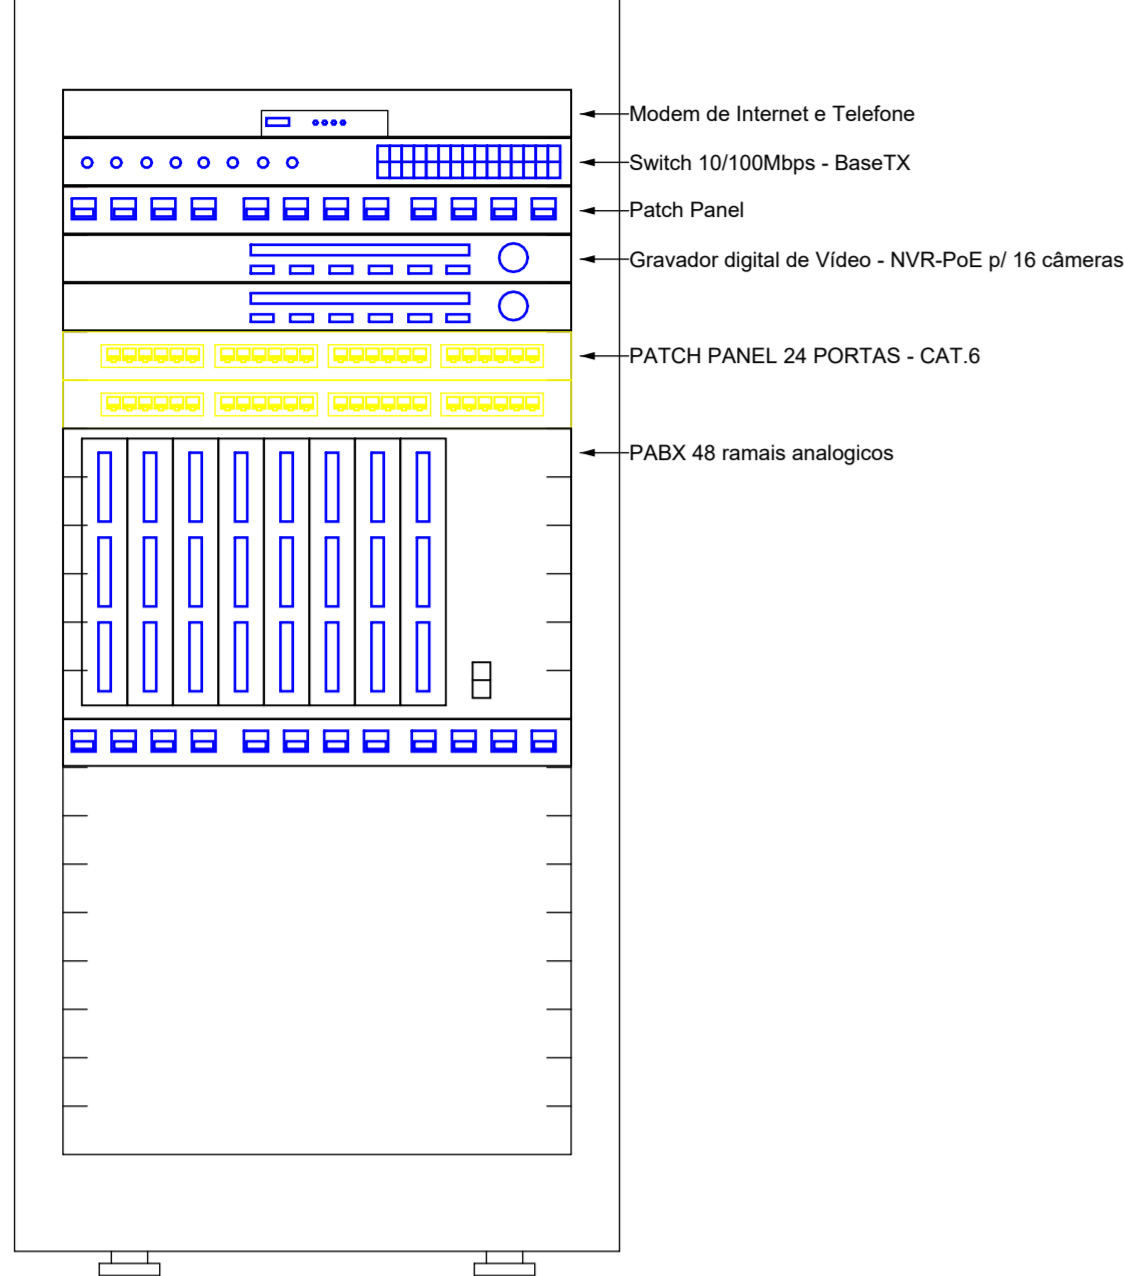 Modem de Internet e Telefone
Switch 10/100Mbps - BaseTX
Patch Panel
Gravador digital de Vídeo - NVR-PoE p/ 16 câmeras
PATCH PANEL 24 PORTAS - CAT.6
PABX 48 ramais analogicos